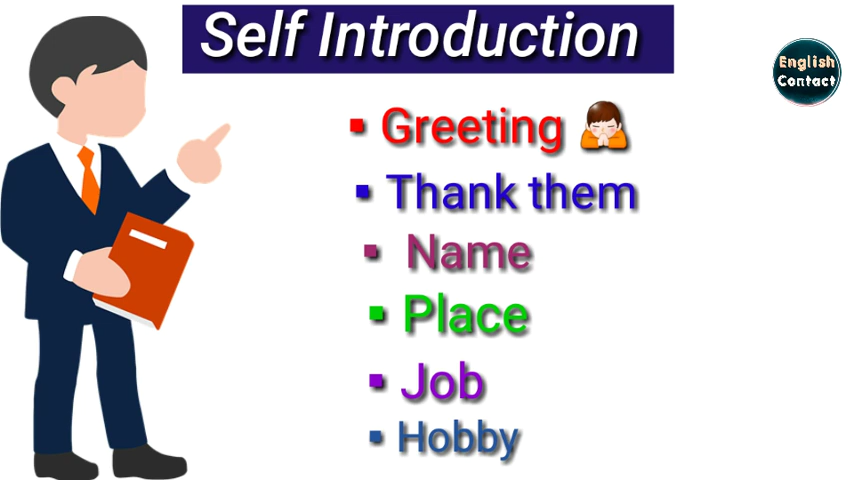 Self Introduction
English
Contact
▪ Greeting 🙏
▪ Thank them
▪ Name
▪ Place
▪ Job
▪ Hobby